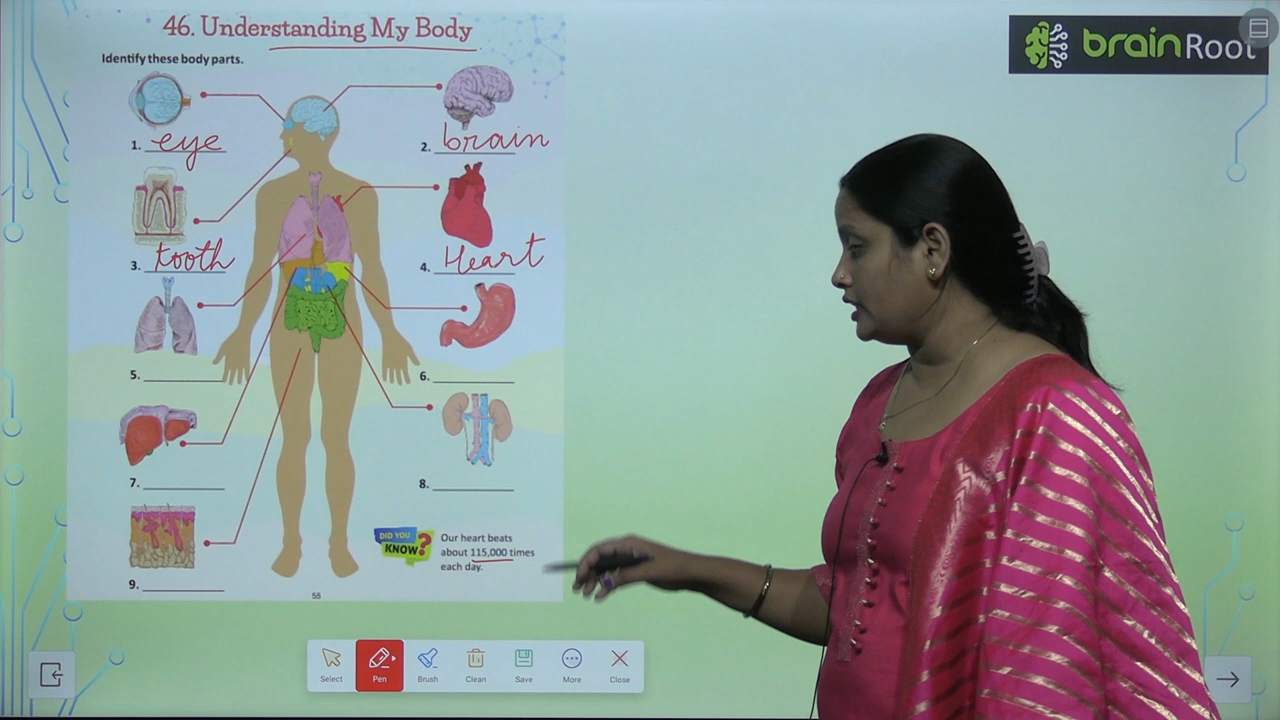 46. Understanding My Body
brainRoot
Identify these body parts.
1. eye
2. brain
3. tooth
4. Heart
5.
6.
7.
8.
9.
DID YOU KNOW?
Our heart beats
about 115,000 times
each day.
55
Select Pen Brush Clean Save More Close